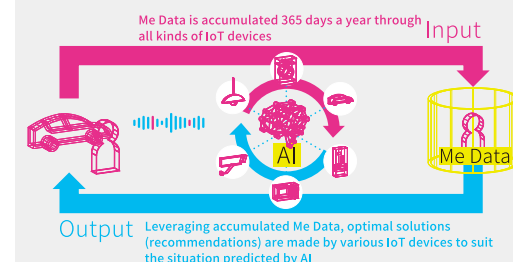 Me Data is accumulated 365 days a year through
all kinds of IoT devices
Input
AI
Me Data
Output
Leveraging accumulated Me Data, optimal solutions
(recommendations) are made by various IoT devices to suit
the situation predicted by AI